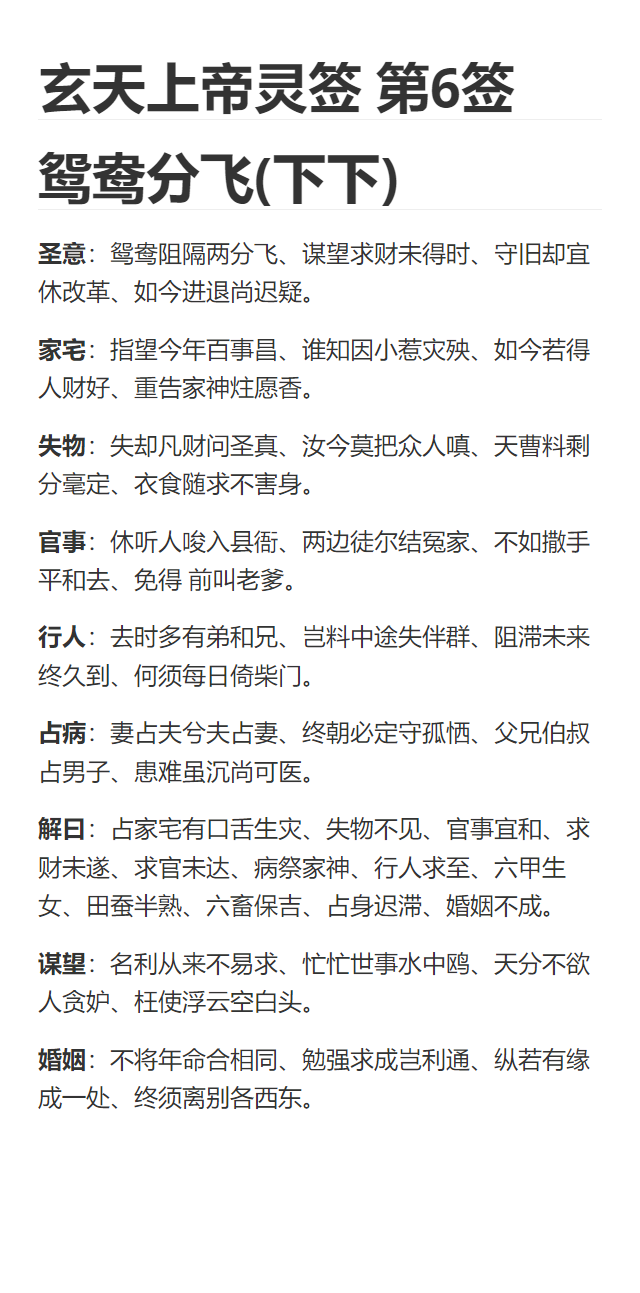 玄天上帝灵签 第6签
鸳鸯分飞(下下)
圣意：鸳鸯阻隔两分飞、谋望求财未得时、守旧却宜
休改革、如今进退尚迟疑。
家宅：指望今年百事昌、谁知因小惹灾殃、如今若得
人财好、重告家神炷愿香。
失物：失却凡财问圣真、汝今莫把众人嗔、天曹料剩
分毫定、衣食随求不害身。
官事：休听人唆入县衙、两边徒尔结冤家、不如撒手
平和去、免得 前叫老爹。
行人：去时多有弟和兄、岂料中途失伴群、阻滞未来
终久到、何须每日倚柴门。
占病：妻占夫兮夫占妻、终朝必定守孤恓、父兄伯叔
占男子、患难虽沉尚可医。
解曰：占家宅有口舌生灾、失物不见、官事宜和、求
财未遂、求官未达、病祭家神、行人求至、六甲生
女、田蚕半熟、六畜保吉、占身迟滞、婚姻不成。
谋望：名利从来不易求、忙忙世事水中鸥、天分不欲
人贪妒、枉使浮云空白头。
婚姻：不将年命合相同、勉强求成岂利通、纵若有缘
成一处、终须离别各西东。